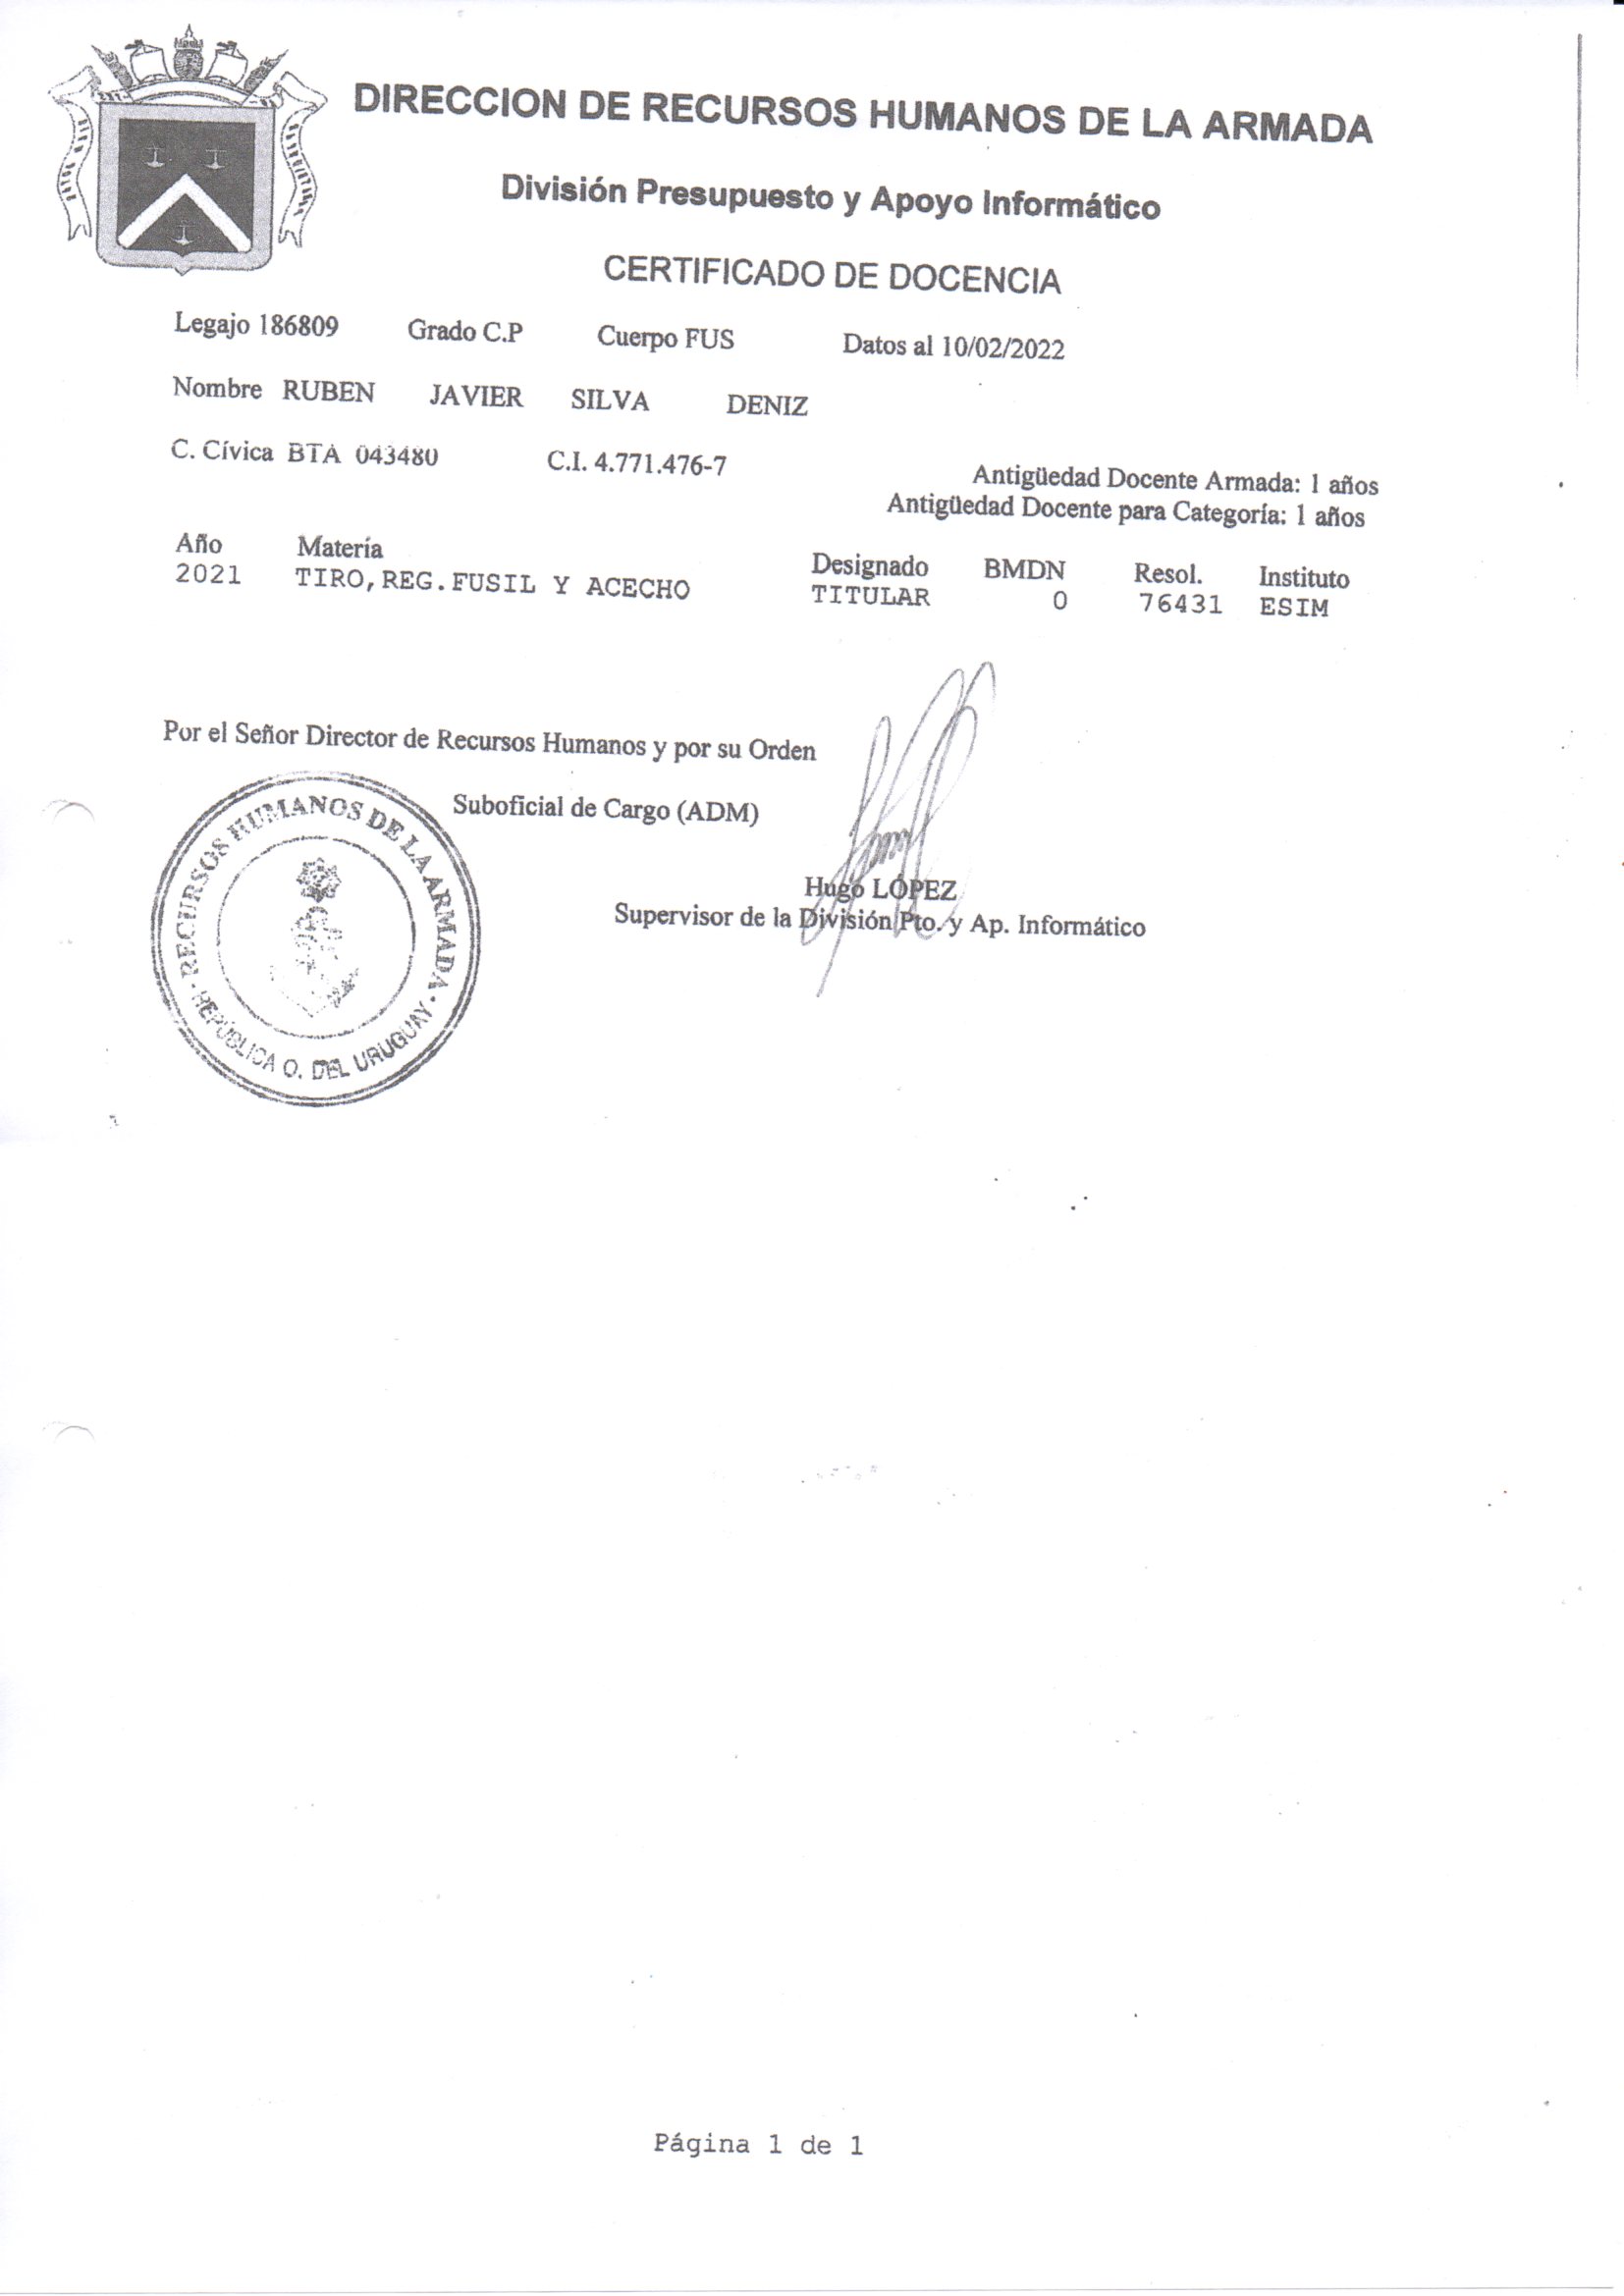 DIRECCION DE RECURSOS HUMANOS DE LA ARMADA
División Presupuesto y Apoyo Informático
CERTIFICADO DE DOCENCIA
Legajo 186809 Grado C.P Cuerpo FUS Datos al 10/02/2022
Nombre RUBEN JAVIER SILVA DENIZ
C. Cívica BTA 043480 C.I. 4.771.476-7
Antigüedad Docente Armada: 1 años
Antigüedad Docente para Categoría: 1 años
Año Materia Designado BMDN Resol. Instituto
2021 TIRO,REG.FUSIL Y ACECHO TITULAR 0 76431 ESIM
Por el Señor Director de Recursos Humanos y por su Orden
Suboficial de Cargo (ADM)
Hugo LÓPEZ
Supervisor de la División Pto. y Ap. Informático
RECURSOS HUMANOS DE LA ARMADA
REPÚBLICA O. DEL URUGUAY
Página 1 de 1